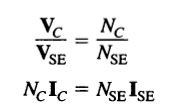 V_C / V_SE = N_C / N_SE
N_C I_C = N_SE I_SE